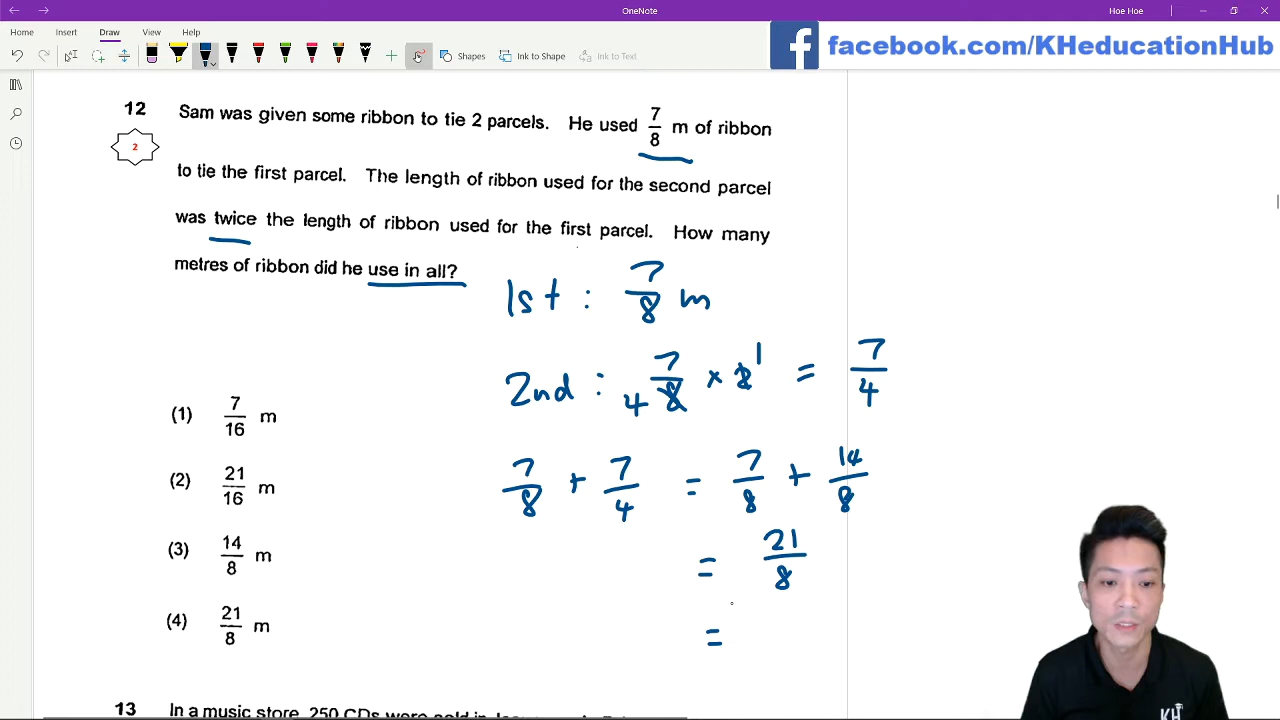 OneNote
Hoe Hoe
Home Insert Draw View Help
Shapes
Ink to Shape
Ink to Text
facebook.com/KHeducationHub
12 Sam was given some ribbon to tie 2 parcels. He used 7/8 m of ribbon
2
to tie the first parcel. The length of ribbon used for the second parcel
was twice the length of ribbon used for the first parcel. How many
metres of ribbon did he use in all?
1st : 7/8 m
2nd : 7/8 4 × 2 1 = 7/4
7/8 + 7/4 = 7/8 + 14/8
= 21/8
=
(1) 7/16 m
(2) 21/16 m
(3) 14/8 m
(4) 21/8 m
13 In a music store, 250 CDs were sold in
KH